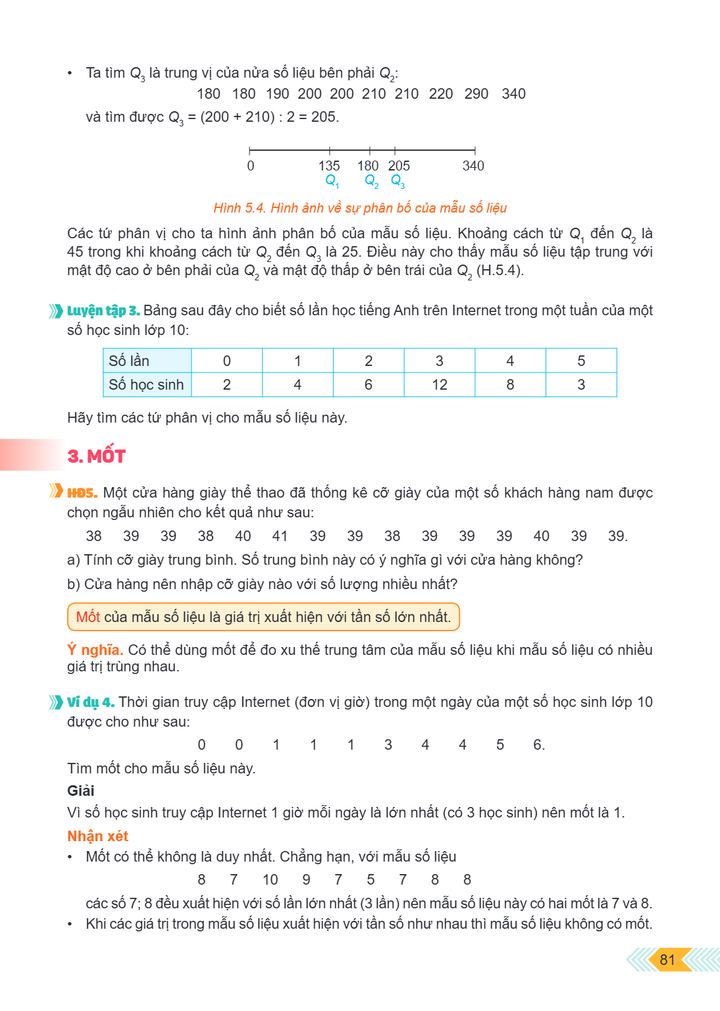 • Ta tìm Q₃ là trung vị của nửa số liệu bên phải Q₂:
180 180 190 200 200 210 210 220 290 340
và tìm được Q₃ = (200 + 210) : 2 = 205.
0 135 180 205 340
Q₁ Q₂ Q₃
Hình 5.4. Hình ảnh về sự phân bố của mẫu số liệu
Các tứ phân vị cho ta hình ảnh phân bố của mẫu số liệu. Khoảng cách từ Q₁ đến Q₂ là
45 trong khi khoảng cách từ Q₂ đến Q₃ là 25. Điều này cho thấy mẫu số liệu tập trung với
mật độ cao ở bên phải của Q₂ và mật độ thấp ở bên trái của Q₂ (H.5.4).
Luyện tập 3. Bảng sau đây cho biết số lần học tiếng Anh trên Internet trong một tuần của một
số học sinh lớp 10:
Số lần 0 1 2 3 4 5
Số học sinh 2 4 6 12 8 3
Hãy tìm các tứ phân vị cho mẫu số liệu này.
3. MỐT
HĐ5. Một cửa hàng giày thể thao đã thống kê cỡ giày của một số khách hàng nam được
chọn ngẫu nhiên cho kết quả như sau:
38 39 39 38 40 41 39 39 38 39 39 39 40 39 39.
a) Tính cỡ giày trung bình. Số trung bình này có ý nghĩa gì với cửa hàng không?
b) Cửa hàng nên nhập cỡ giày nào với số lượng nhiều nhất?
Mốt của mẫu số liệu là giá trị xuất hiện với tần số lớn nhất.
Ý nghĩa. Có thể dùng mốt để đo xu thế trung tâm của mẫu số liệu khi mẫu số liệu có nhiều
giá trị trùng nhau.
Ví dụ 4. Thời gian truy cập Internet (đơn vị giờ) trong một ngày của một số học sinh lớp 10
được cho như sau:
0 0 1 1 1 3 4 4 5 6.
Tìm mốt cho mẫu số liệu này.
Giải
Vì số học sinh truy cập Internet 1 giờ mỗi ngày là lớn nhất (có 3 học sinh) nên mốt là 1.
Nhận xét
• Mốt có thể không là duy nhất. Chẳng hạn, với mẫu số liệu
8 7 10 9 7 5 7 8 8
các số 7; 8 đều xuất hiện với số lần lớn nhất (3 lần) nên mẫu số liệu này có hai mốt là 7 và 8.
• Khi các giá trị trong mẫu số liệu xuất hiện với tần số như nhau thì mẫu số liệu không có mốt.
81